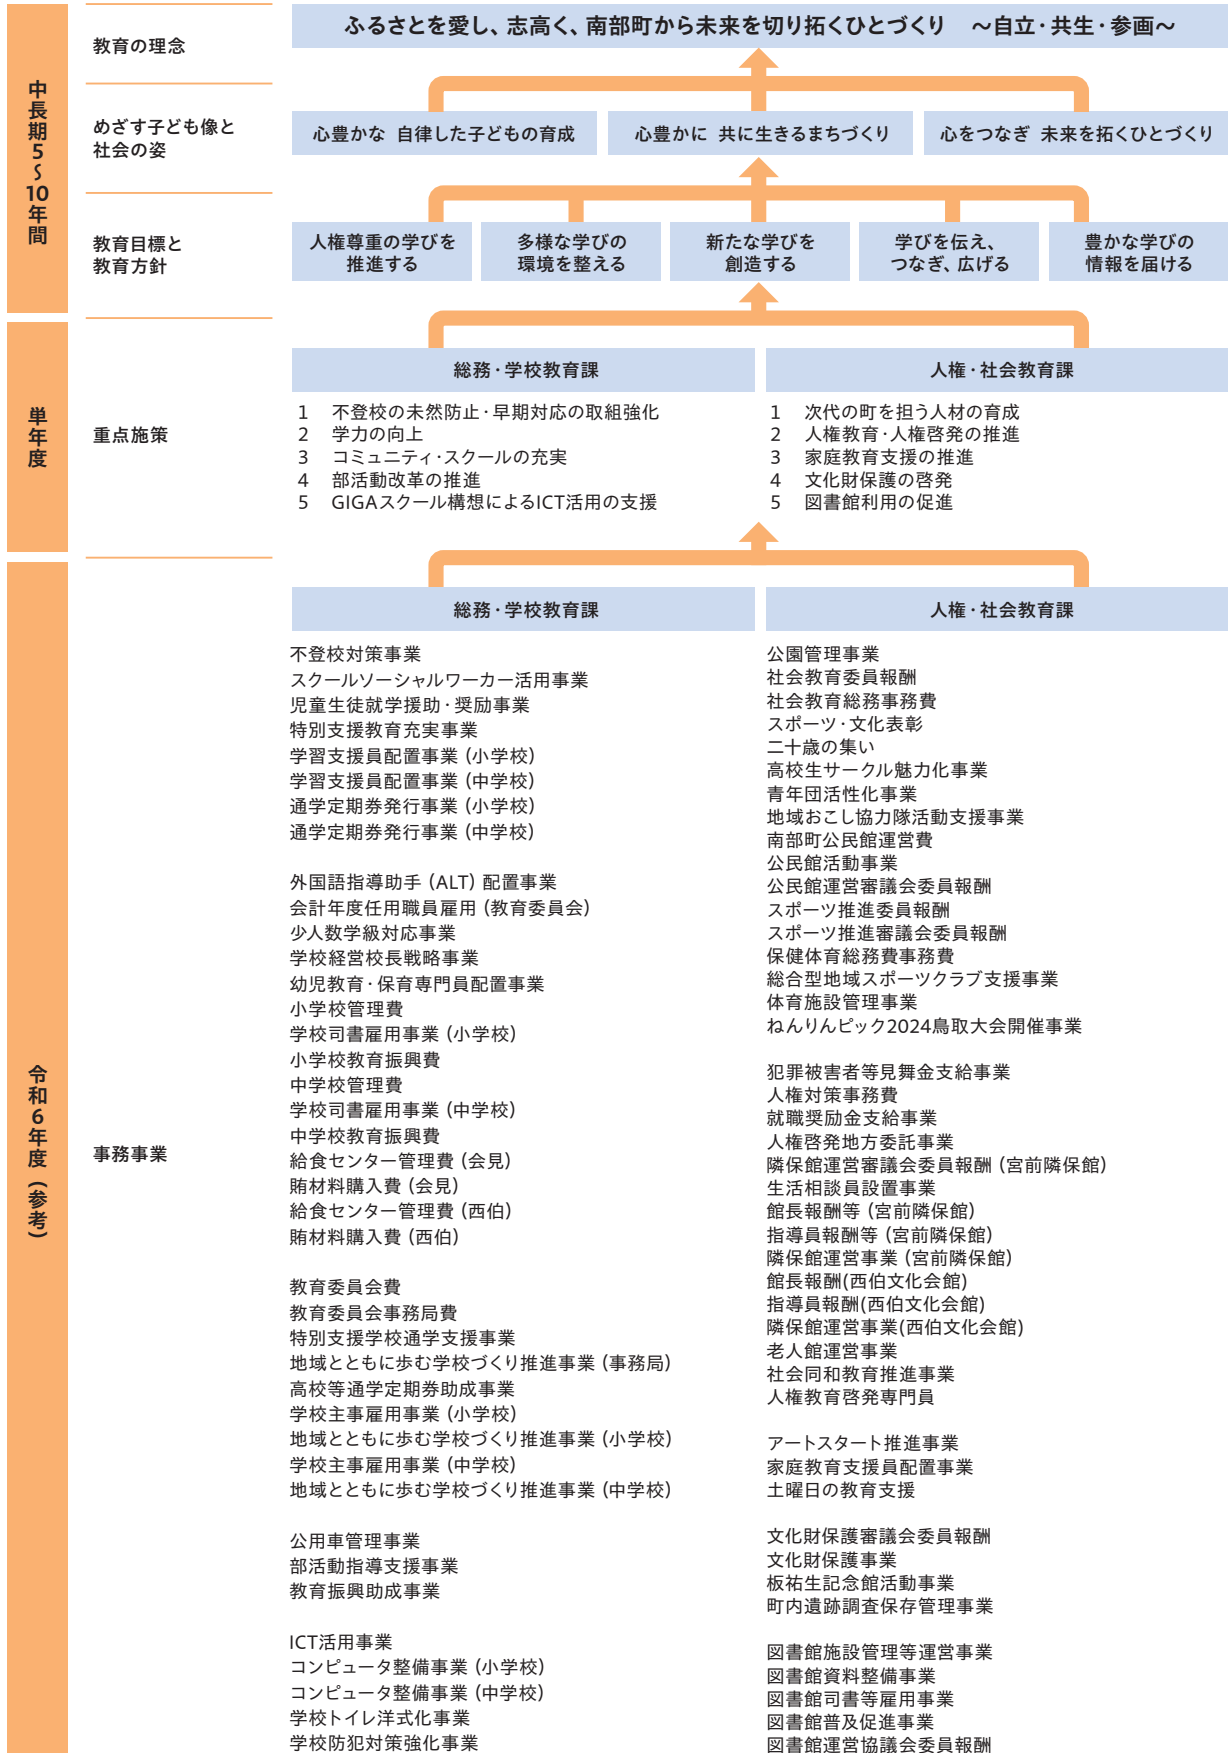 中長期5〜10年間
教育の理念
ふるさとを愛し、志高く、南部町から未来を切り拓くひとづくり　〜自立・共生・参画〜
めざす子ども像と
社会の姿
心豊かな 自律した子どもの育成
心豊かに 共に生きるまちづくり
心をつなぎ 未来を拓くひとづくり
教育目標と
教育方針
人権尊重の学びを
推進する
多様な学びの
環境を整える
新たな学びを
創造する
学びを伝え、
つなぎ、広げる
豊かな学びの
情報を届ける
単年度
重点施策
総務・学校教育課
1　不登校の未然防止・早期対応の取組強化
2　学力の向上
3　コミュニティ・スクールの充実
4　部活動改革の推進
5　GIGAスクール構想によるICT活用の支援
人権・社会教育課
1　次代の町を担う人材の育成
2　人権教育・人権啓発の推進
3　家庭教育支援の推進
4　文化財保護の啓発
5　図書館利用の促進
令和6年度（参考）
事務事業
総務・学校教育課
不登校対策事業
スクールソーシャルワーカー活用事業
児童生徒就学援助・奨励事業
特別支援教育充実事業
学習支援員配置事業（小学校）
学習支援員配置事業（中学校）
通学定期券発行事業（小学校）
通学定期券発行事業（中学校）
外国語指導助手（ALT）配置事業
会計年度任用職員雇用（教育委員会）
少人数学級対応事業
学校経営校長戦略事業
幼児教育・保育専門員配置事業
小学校管理費
学校司書雇用事業（小学校）
小学校教育振興費
中学校管理費
学校司書雇用事業（中学校）
中学校教育振興費
給食センター管理費（会見）
賄材料購入費（会見）
給食センター管理費（西伯）
賄材料購入費（西伯）
教育委員会費
教育委員会事務局費
特別支援学校通学支援事業
地域とともに歩む学校づくり推進事業（事務局）
高校等通学定期券助成事業
学校主事雇用事業（小学校）
地域とともに歩む学校づくり推進事業（小学校）
学校主事雇用事業（中学校）
地域とともに歩む学校づくり推進事業（中学校）
公用車管理事業
部活動指導支援事業
教育振興助成事業
ICT活用事業
コンピュータ整備事業（小学校）
コンピュータ整備事業（中学校）
学校トイレ洋式化事業
学校防犯対策強化事業
人権・社会教育課
公園管理事業
社会教育委員報酬
社会教育総務事務費
スポーツ・文化表彰
二十歳の集い
高校生サークル魅力化事業
青年団活性化事業
地域おこし協力隊活動支援事業
南部町公民館運営費
公民館活動事業
公民館運営審議会委員報酬
スポーツ推進委員報酬
スポーツ推進審議会委員報酬
保健体育総務費事務費
総合型地域スポーツクラブ支援事業
体育施設管理事業
ねんりんピック2024鳥取大会開催事業
犯罪被害者等見舞金支給事業
人権対策事務費
就職奨励金支給事業
人権啓発地方委託事業
隣保館運営審議会委員報酬（宮前隣保館）
生活相談員設置事業
館長報酬等（宮前隣保館）
指導員報酬等（宮前隣保館）
隣保館運営事業（宮前隣保館）
館長報酬(西伯文化会館)
指導員報酬(西伯文化会館)
隣保館運営事業(西伯文化会館)
老人館運営事業
社会同和教育推進事業
人権教育啓発専門員
アートスタート推進事業
家庭教育支援員配置事業
土曜日の教育支援
文化財保護審議会委員報酬
文化財保護事業
板祐生記念館活動事業
町内遺跡調査保存管理事業
図書館施設管理等運営事業
図書館資料整備事業
図書館司書等雇用事業
図書館普及促進事業
図書館運営協議会委員報酬